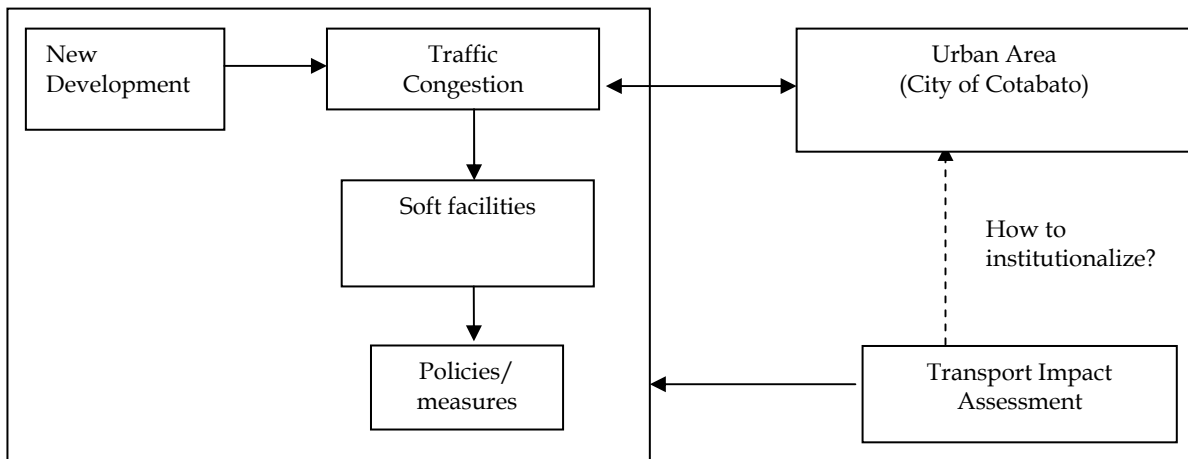 New
Development
Traffic
Congestion
Urban Area
(City of Cotabato)
Soft facilities
How to
institutionalize?
Policies/
measures
Transport Impact
Assessment